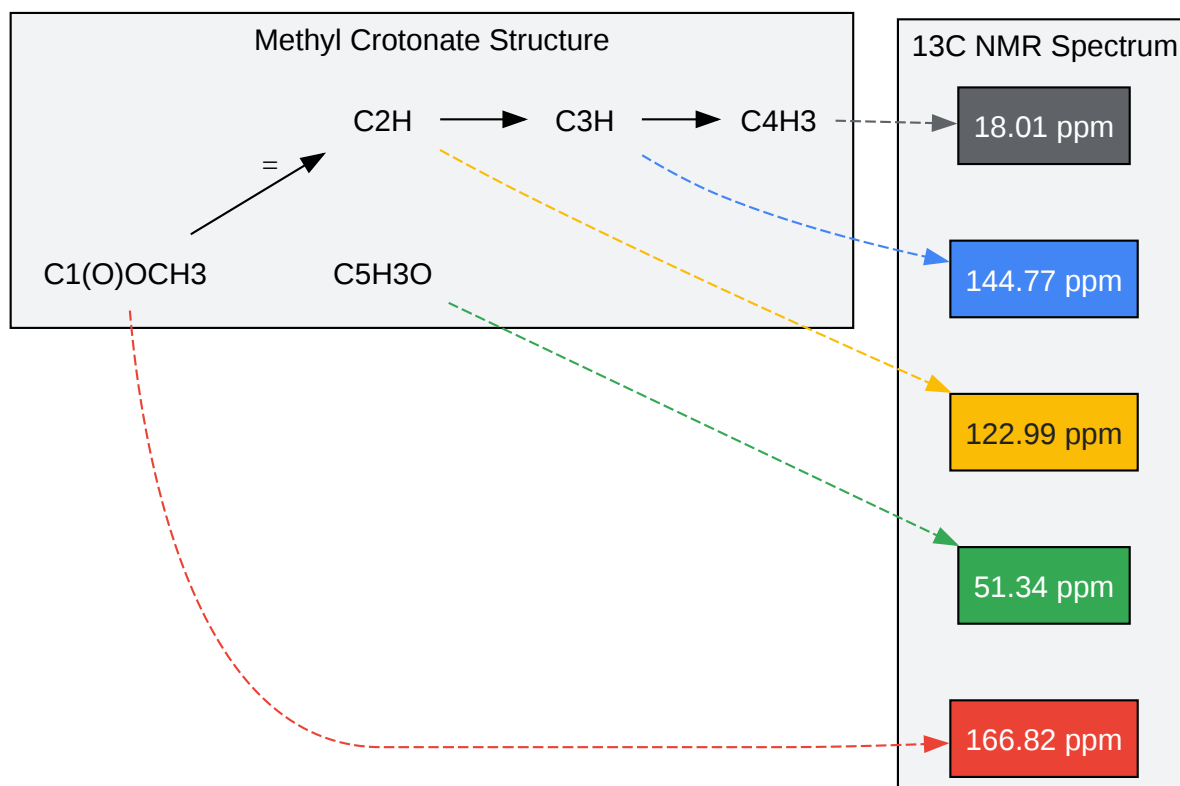 Methyl Crotonate Structure
C2H
C3H
C4H3
=
C1(O)OCH3
C5H3O
13C NMR Spectrum
18.01 ppm
144.77 ppm
122.99 ppm
51.34 ppm
166.82 ppm